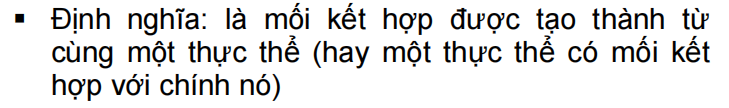 ▪ Định nghĩa: là mối kết hợp được tạo thành từ
cùng một thực thể (hay một thực thể có mối kết
hợp với chính nó)